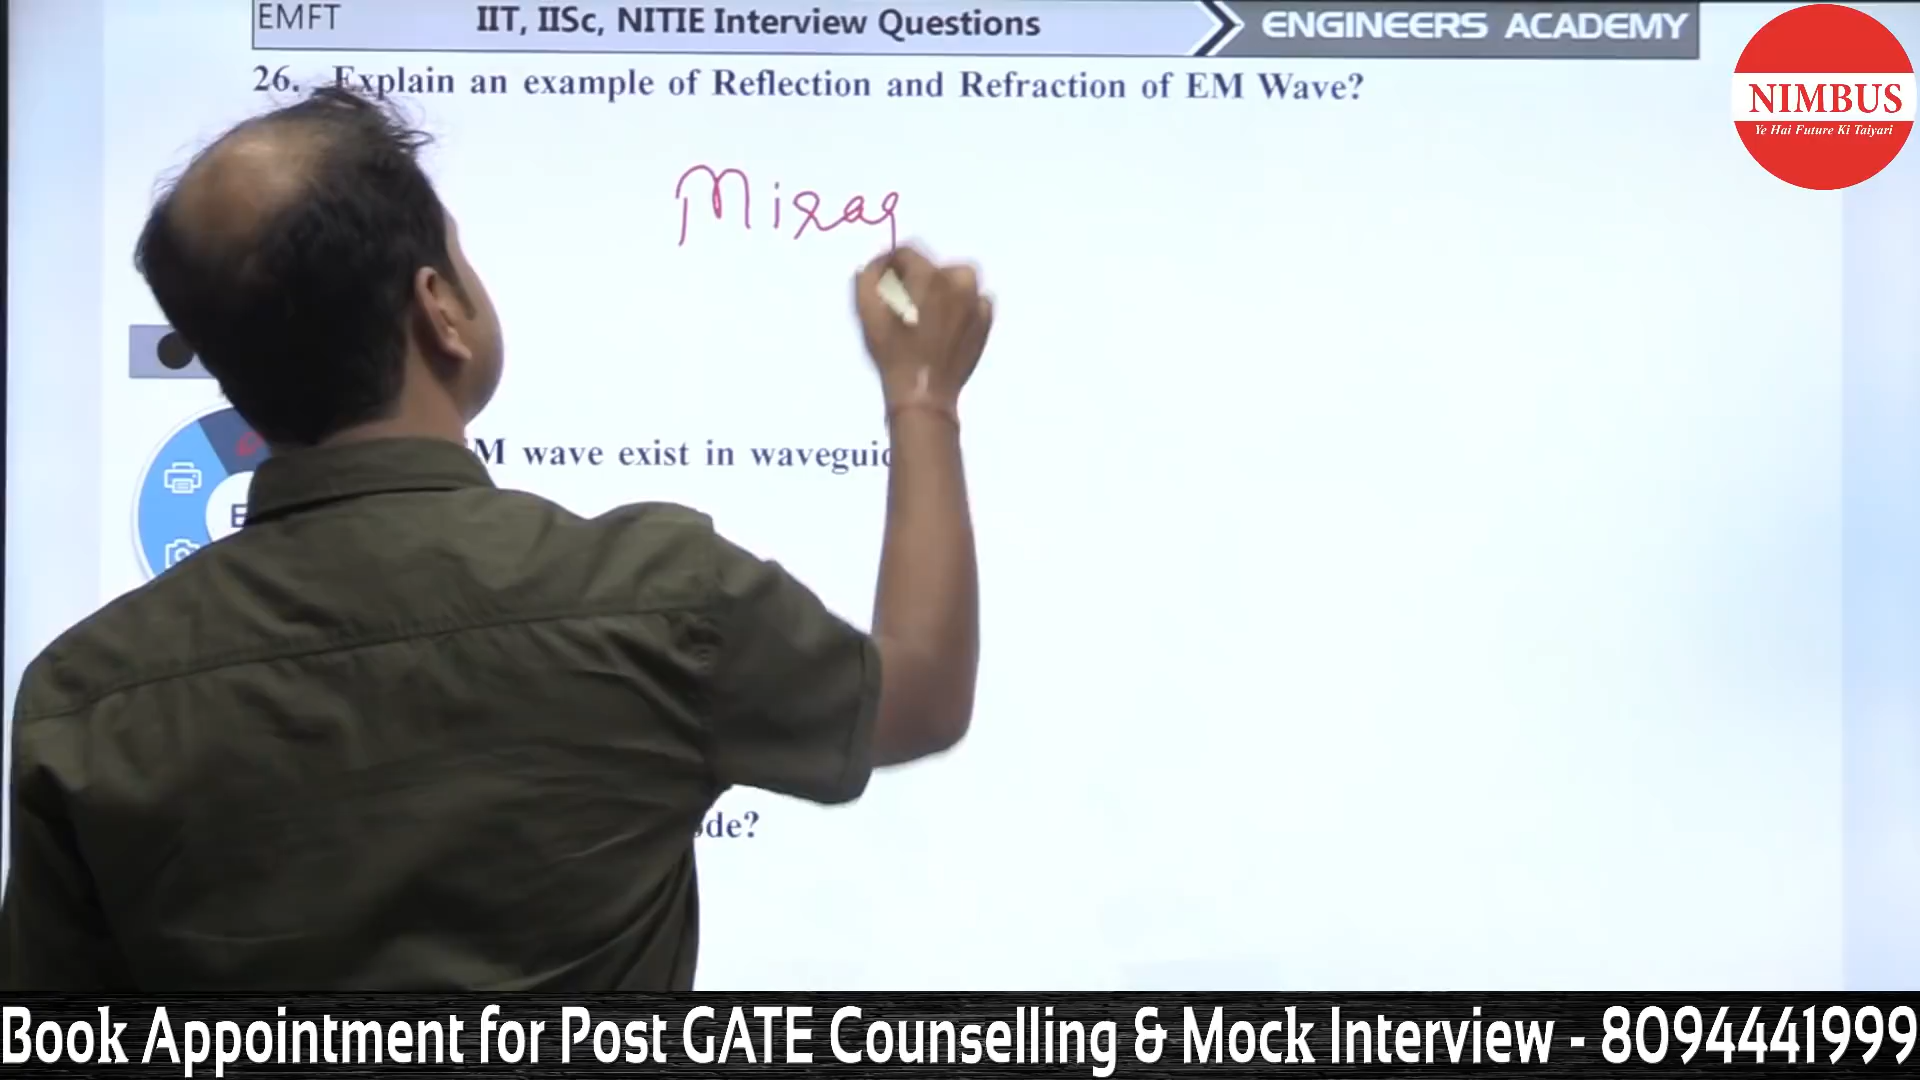 EMFT IIT, IISc, NITIE Interview Questions ENGINEERS ACADEMY
NIMBUS
Ye Hai Future Ki Taiyari
26. Explain an example of Reflection and Refraction of EM Wave?
Mirag
M wave exist in waveguid
E
de?
Book Appointment for Post GATE Counselling & Mock Interview - 8094441999